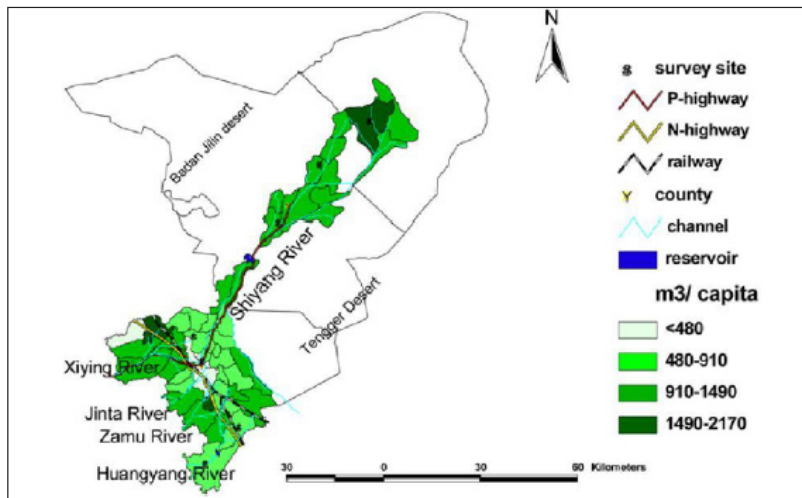 N
survey site
P-highway
N-highway
railway
county
channel
reservoir
m3/ capita
<480
480-910
910-1490
1490-2170
Badan Jilin desert
Shiyang River
Tengger Desert
Xiying River
Jinta River
Zamu River
Huangyang River
30 0 30 60 Kilometers